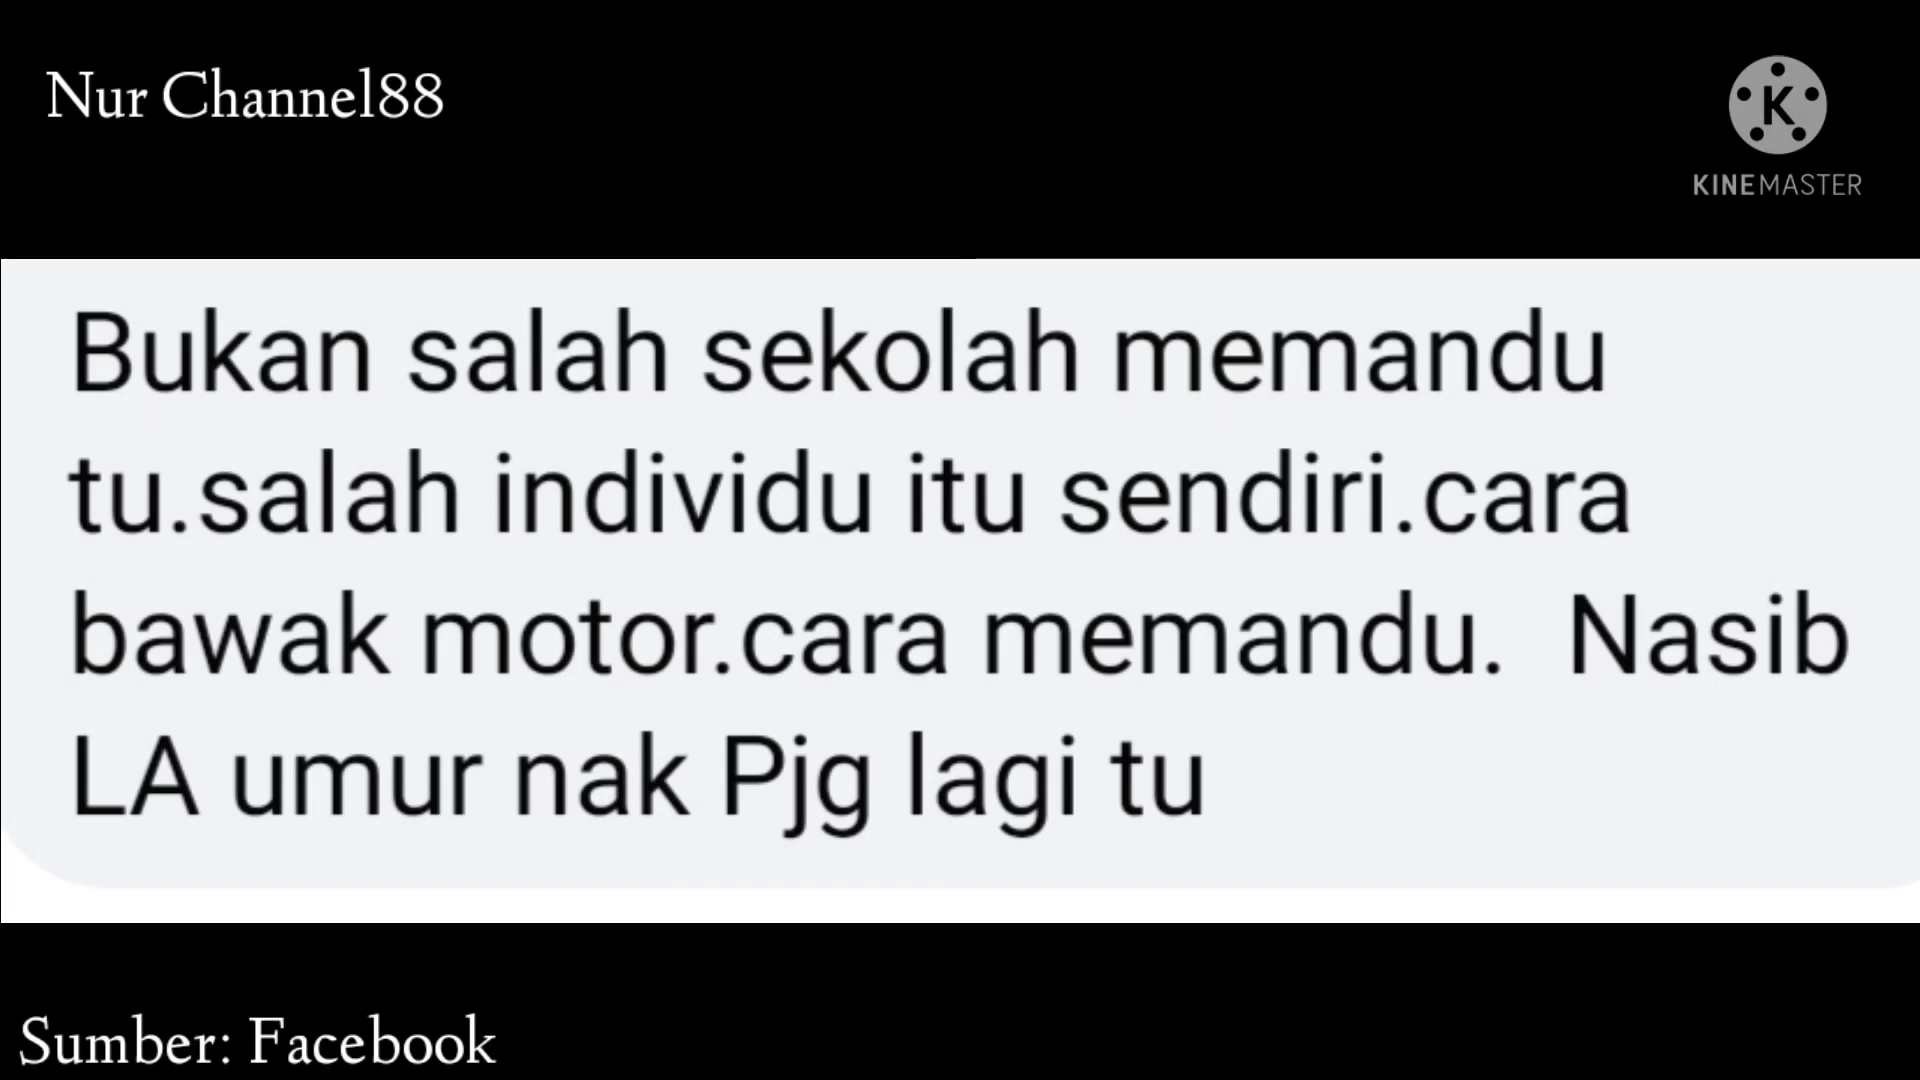 Nur Channel88
K
KINEMASTER
Bukan salah sekolah memandu
tu.salah individu itu sendiri.cara
bawak motor.cara memandu.  Nasib
LA umur nak Pjg lagi tu
Sumber: Facebook